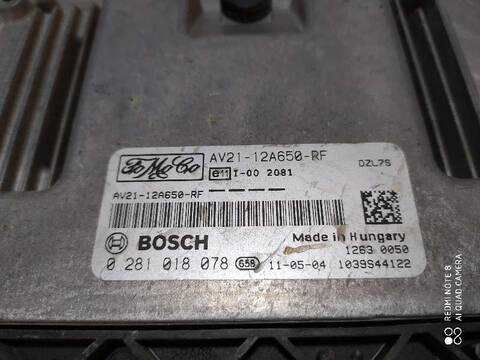 FoMoCo AV21-12A650-RF DZL7S
e11 I-00 2081
AV21-12A650-RF - - - -
BOSCH Made in Hungary
1263 0050
0 281 018 078 G58 11-05-04 1039S44122
REDMI NOTE 8
AI QUAD CAMERA